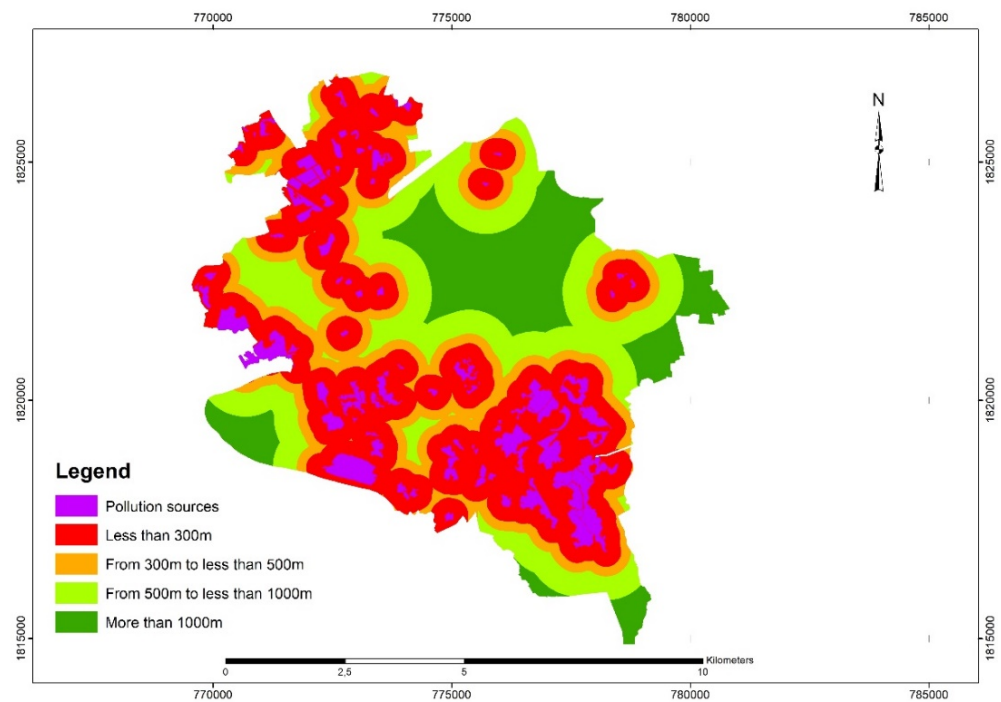 770000 775000 780000 785000
N
1825000 1825000
1820000 1820000
Legend
Pollution sources
Less than 300m
From 300m to less than 500m
From 500m to less than 1000m
More than 1000m
1815000 1815000
Kilometers
0 2,5 5 10
770000 775000 780000 785000